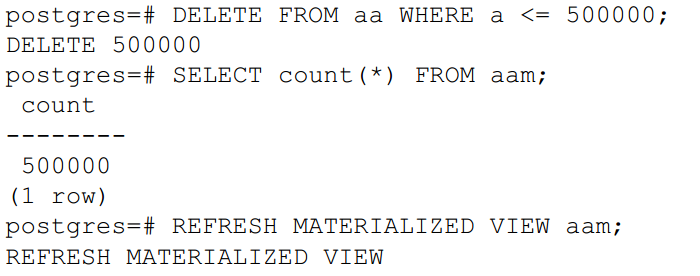 postgres=# DELETE FROM aa WHERE a <= 500000;
DELETE 500000
postgres=# SELECT count(*) FROM aam;
 count
--------
 500000
(1 row)
postgres=# REFRESH MATERIALIZED VIEW aam;
REFRESH MATERIALIZED VIEW